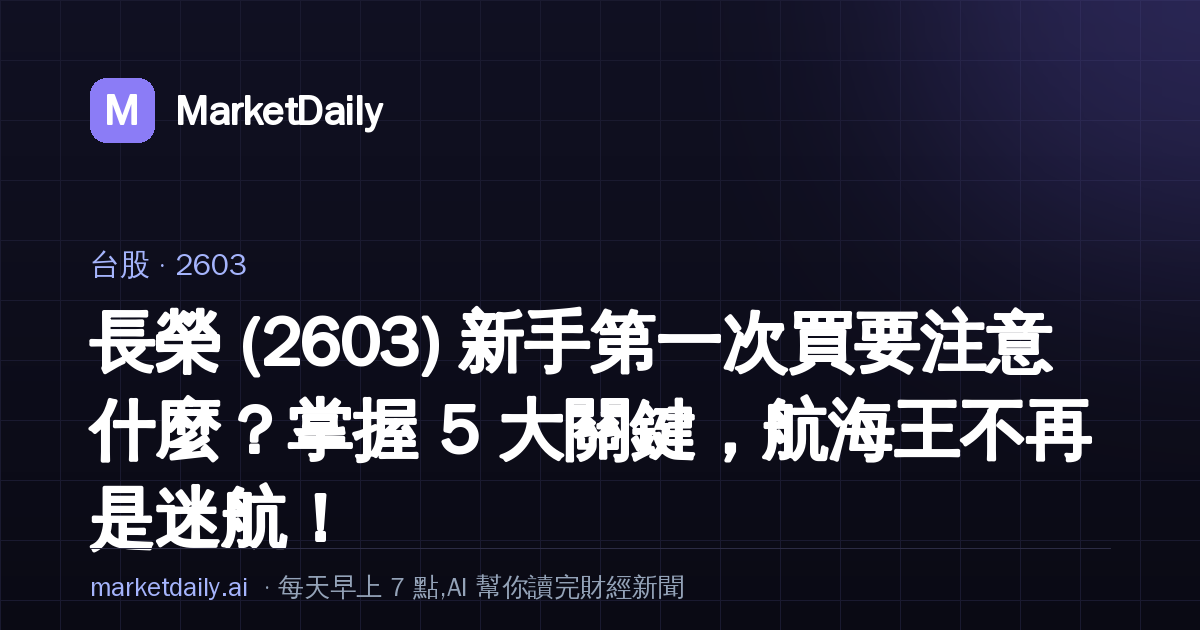 M MarketDaily
台股 · 2603
長榮 (2603) 新手第一次買要注意
什麼？掌握 5 大關鍵，航海王不再
是迷航！
marketdaily.ai · 每天早上 7 點,AI 幫你讀完財經新聞